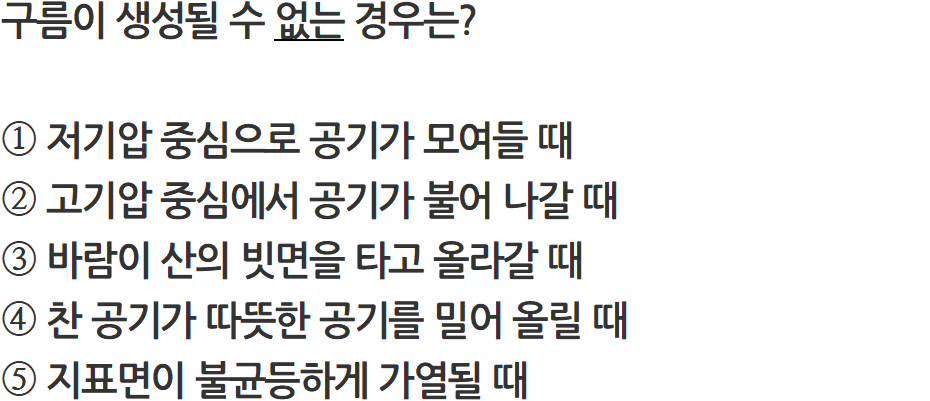 구름이 생성될 수 없는 경우는?
① 저기압 중심으로 공기가 모여들 때
② 고기압 중심에서 공기가 불어 나갈 때
③ 바람이 산의 빗면을 타고 올라갈 때
④ 찬 공기가 따뜻한 공기를 밀어 올릴 때
⑤ 지표면이 불균등하게 가열될 때